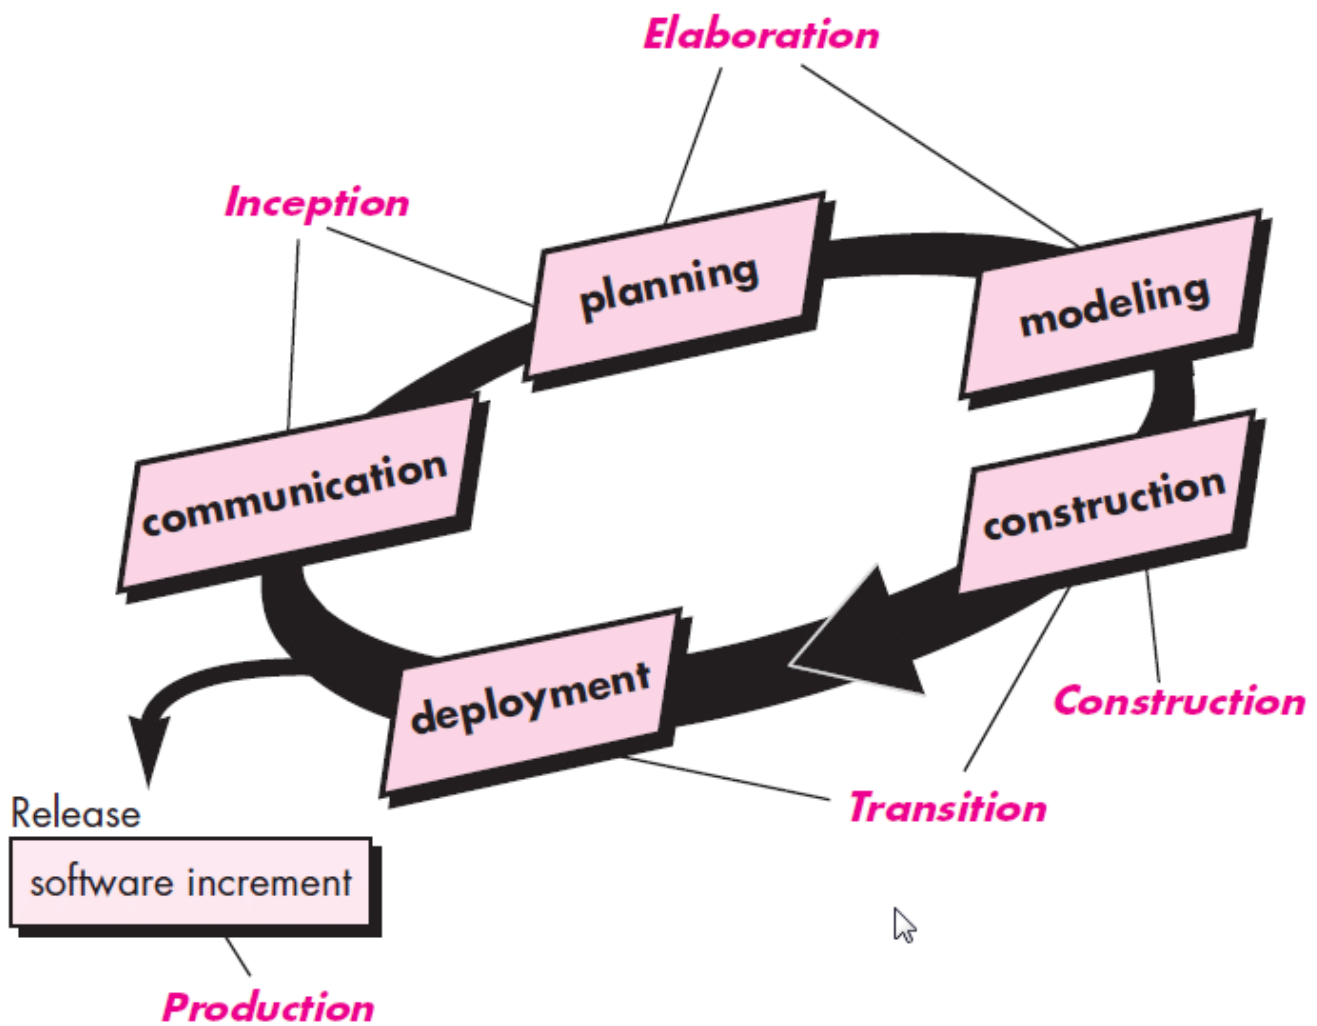 Elaboration
Inception
planning
modeling
communication
construction
deployment
Construction
Transition
Release
software increment
Production